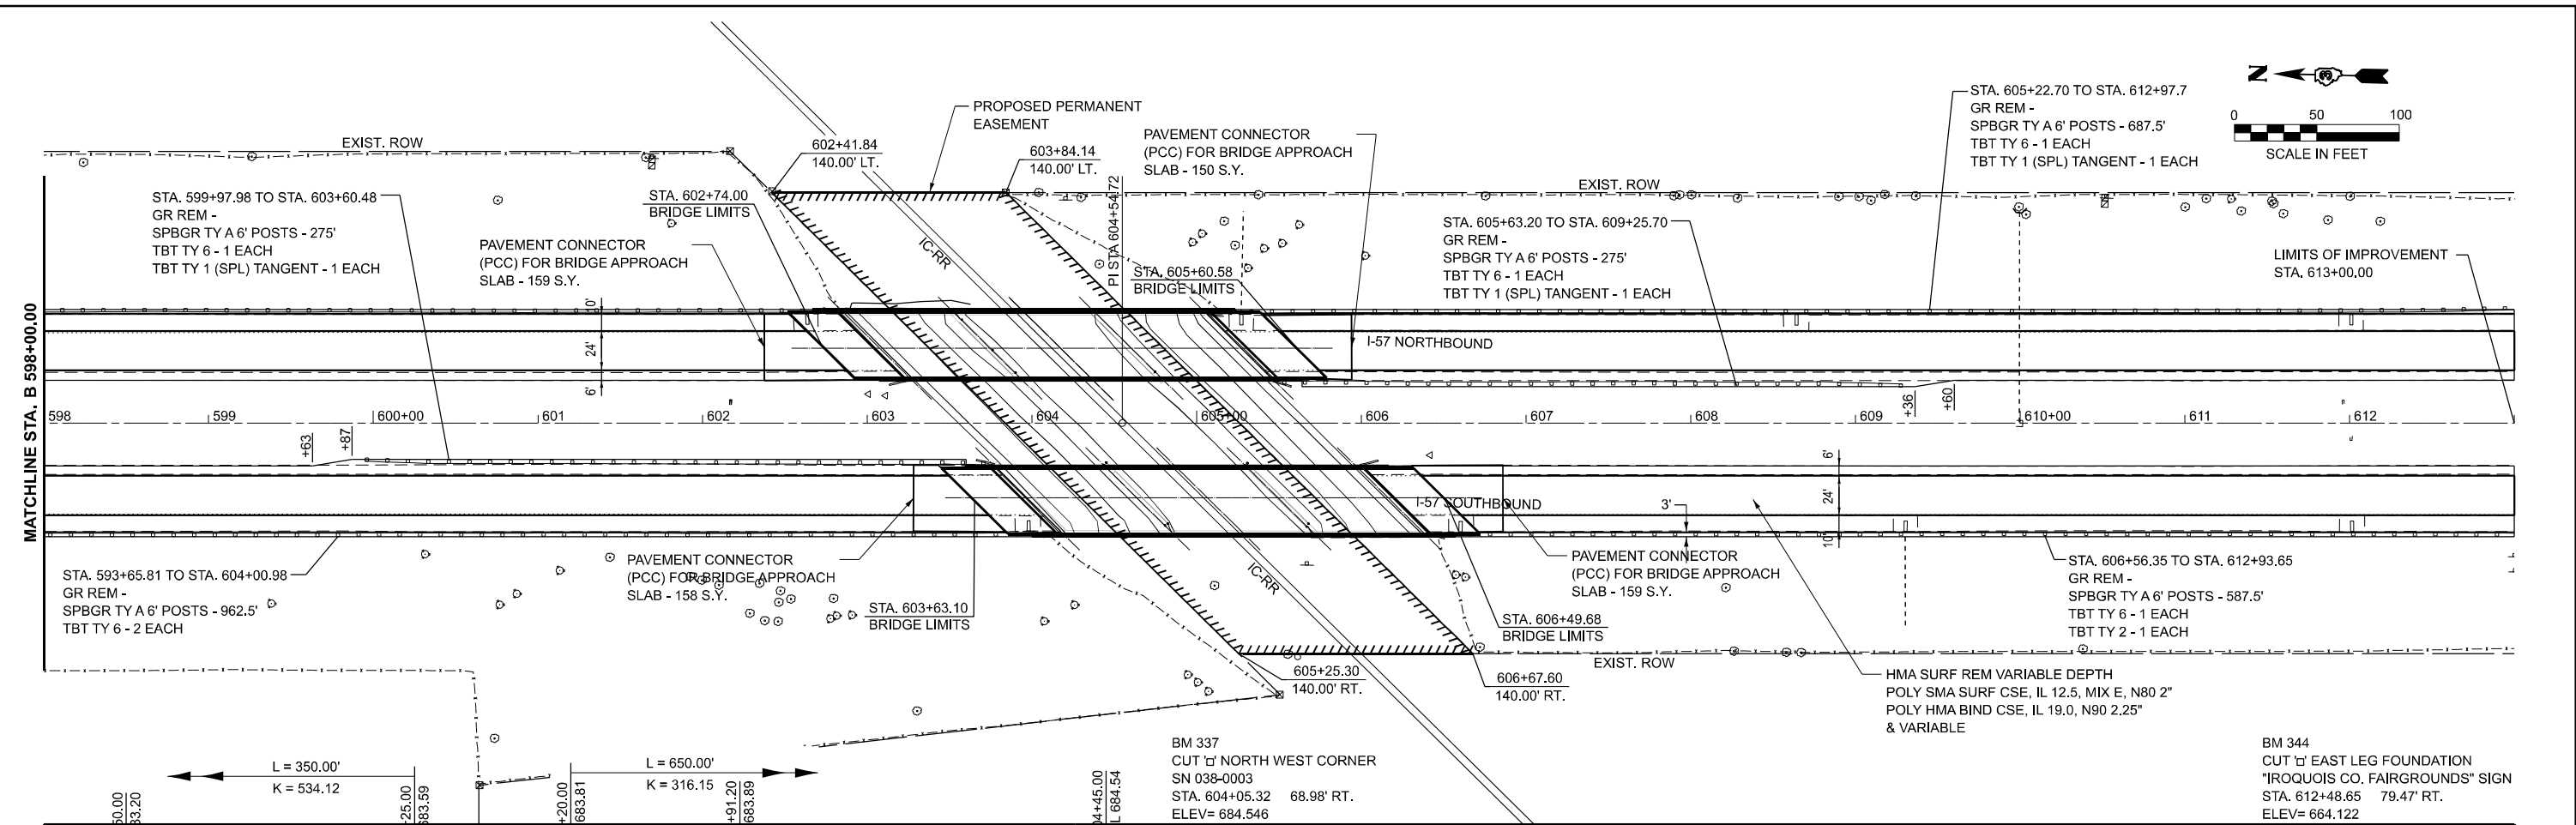 N
3
0 50 100
SCALE IN FEET
PROPOSED PERMANENT
EASEMENT
EXIST. ROW
602+41.84
140.00' LT.
603+84.14
140.00' LT.
PAVEMENT CONNECTOR
(PCC) FOR BRIDGE APPROACH
SLAB - 150 S.Y.
STA. 605+22.70 TO STA. 612+97.7
GR REM -
SPBGR TY A 6' POSTS - 687.5'
TBT TY 6 - 1 EACH
TBT TY 1 (SPL) TANGENT - 1 EACH
STA. 599+97.98 TO STA. 603+60.48
GR REM -
SPBGR TY A 6' POSTS - 275'
TBT TY 6 - 1 EACH
TBT TY 1 (SPL) TANGENT - 1 EACH
STA. 602+74.00
BRIDGE LIMITS
PAVEMENT CONNECTOR
(PCC) FOR BRIDGE APPROACH
SLAB - 159 S.Y.
IC-RR
PI STA 604+54.72
STA. 605+60.58
BRIDGE LIMITS
EXIST. ROW
STA. 605+63.20 TO STA. 609+25.70
GR REM -
SPBGR TY A 6' POSTS - 275'
TBT TY 6 - 1 EACH
TBT TY 1 (SPL) TANGENT - 1 EACH
LIMITS OF IMPROVEMENT
STA. 613+00.00
MATCHLINE STA. B 598+00.00
10'
24'
6'
I-57 NORTHBOUND
598 599 600+00 601 602 603 604 605+00 606 607 608 609 610+00 611 612
+63
+87
+36
+60
I-57 SOUTHBOUND
3'
6'
24'
10'
STA. 593+65.81 TO STA. 604+00.98
GR REM -
SPBGR TY A 6' POSTS - 962.5'
TBT TY 6 - 2 EACH
PAVEMENT CONNECTOR
(PCC) FOR BRIDGE APPROACH
SLAB - 158 S.Y.
STA. 603+63.10
BRIDGE LIMITS
IC-RR
PAVEMENT CONNECTOR
(PCC) FOR BRIDGE APPROACH
SLAB - 159 S.Y.
STA. 606+49.68
BRIDGE LIMITS
STA. 606+56.35 TO STA. 612+93.65
GR REM -
SPBGR TY A 6' POSTS - 587.5'
TBT TY 6 - 1 EACH
TBT TY 2 - 1 EACH
605+25.30
140.00' RT.
606+67.60
140.00' RT.
EXIST. ROW
HMA SURF REM VARIABLE DEPTH
POLY SMA SURF CSE, IL 12.5, MIX E, N80 2"
POLY HMA BIND CSE, IL 19.0, N90 2.25"
& VARIABLE
L = 350.00'
K = 534.12
L = 650.00'
K = 316.15
50.00
33.20
+25.00
683.59
+20.00
683.81
+91.20
683.89
04+45.00
L 684.54
BM 337
CUT '□' NORTH WEST CORNER
SN 038-0003
STA. 604+05.32 68.98' RT.
ELEV= 684.546
BM 344
CUT '□' EAST LEG FOUNDATION
"IROQUOIS CO. FAIRGROUNDS" SIGN
STA. 612+48.65 79.47' RT.
ELEV= 664.122